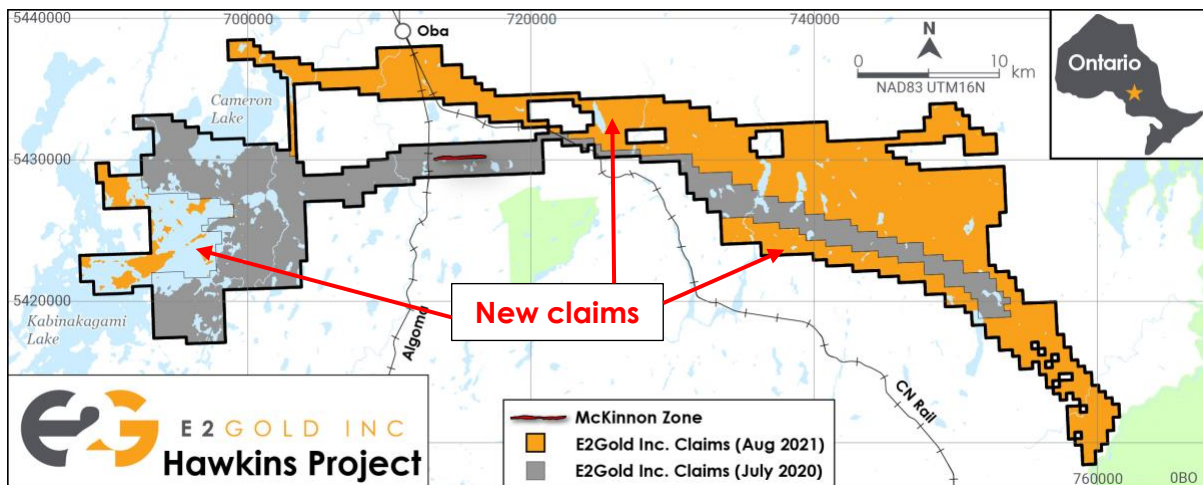 5440000
700000
720000
740000
Oba
N
0
10
km
NAD83 UTM16N
Ontario
Cameron
Lake
5430000
5420000
Kabinakagami
Lake
New claims
Algoma
CN Rail
E2GOLD INC
Hawkins Project
McKinnon Zone
E2Gold Inc. Claims (Aug 2021)
E2Gold Inc. Claims (July 2020)
760000
0BO